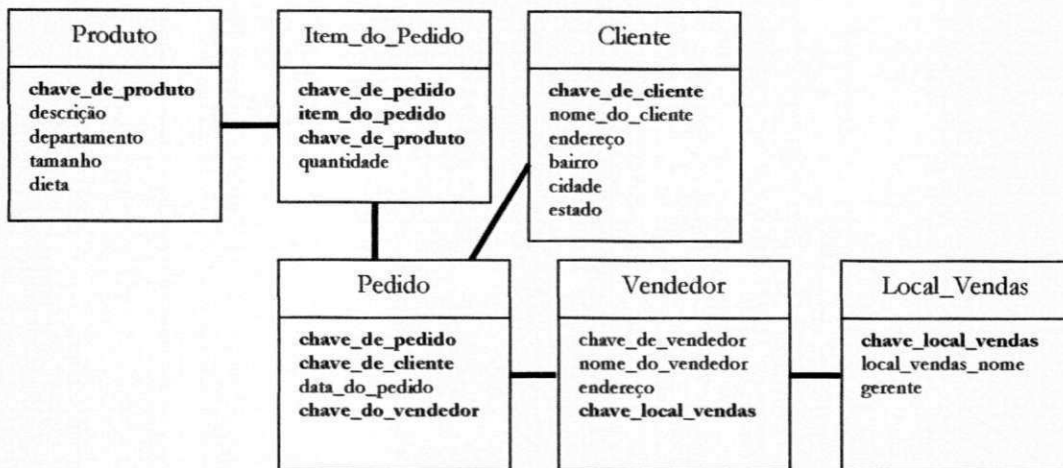 Produto
chave_de_produto
descrição
departamento
tamanho
dieta
Item_do_Pedido
chave_de_pedido
item_do_pedido
chave_de_produto
quantidade
Cliente
chave_de_cliente
nome_do_cliente
endereço
bairro
cidade
estado
Pedido
chave_de_pedido
chave_de_cliente
data_do_pedido
chave_do_vendedor
Vendedor
chave_de_vendedor
nome_do_vendedor
endereço
chave_local_vendas
Local_Vendas
chave_local_vendas
local_vendas_nome
gerente